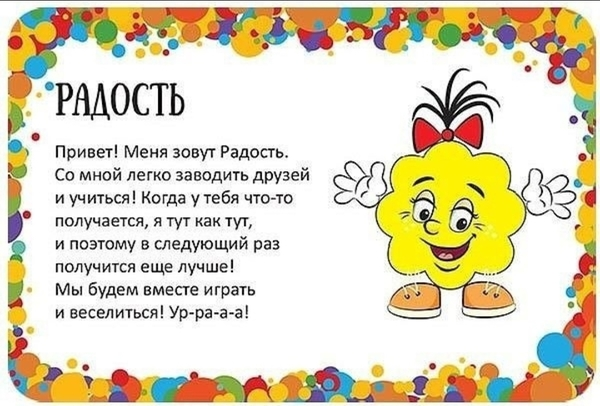 РАДОСТЬ
Привет! Меня зовут Радость.
Со мной легко заводить друзей
и учиться! Когда у тебя что-то
получается, я тут как тут,
и поэтому в следующий раз
получится еще лучше!
Мы будем вместе играть
и веселиться! Ур-ра-а-а!